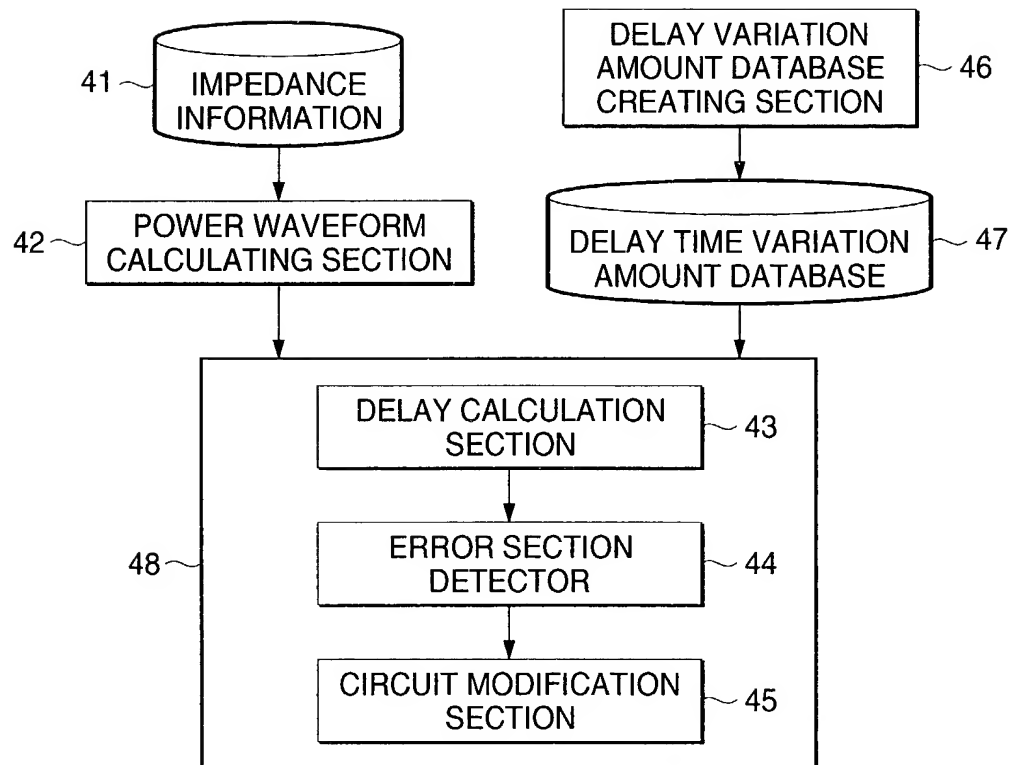 41
IMPEDANCE
INFORMATION
DELAY VARIATION
AMOUNT DATABASE
CREATING SECTION
46
42
POWER WAVEFORM
CALCULATING SECTION
DELAY TIME VARIATION
AMOUNT DATABASE
47
48
DELAY CALCULATION
SECTION
43
ERROR SECTION
DETECTOR
44
CIRCUIT MODIFICATION
SECTION
45